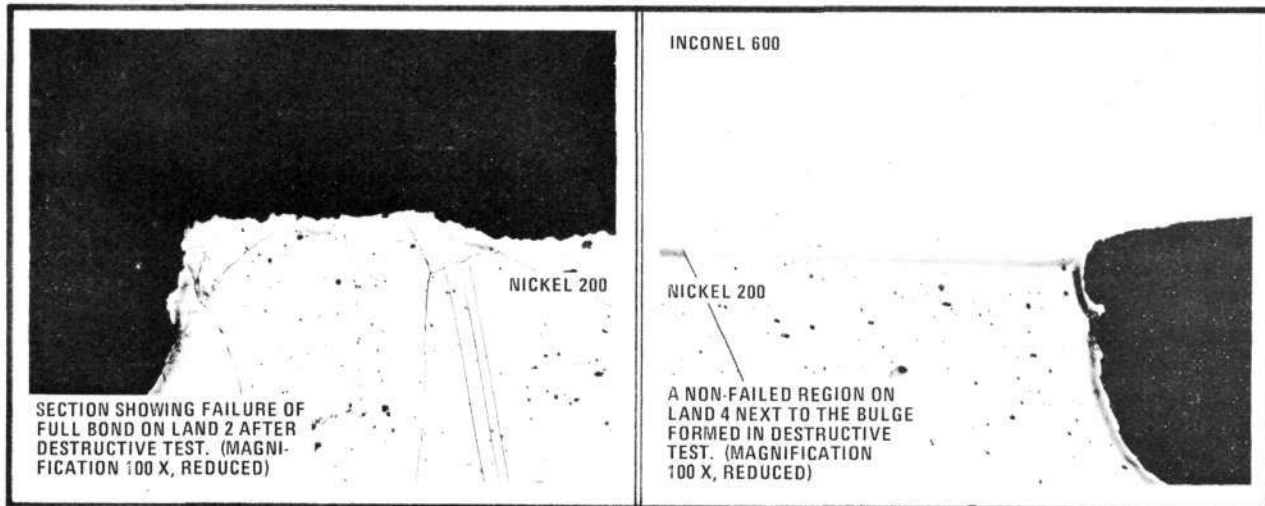 NICKEL 200
SECTION SHOWING FAILURE OF
FULL BOND ON LAND 2 AFTER
DESTRUCTIVE TEST. (MAGNI-
FICATION 100 X, REDUCED)
INCONEL 600
NICKEL 200
A NON-FAILED REGION ON
LAND 4 NEXT TO THE BULGE
FORMED IN DESTRUCTIVE
TEST. (MAGNIFICATION
100 X, REDUCED)